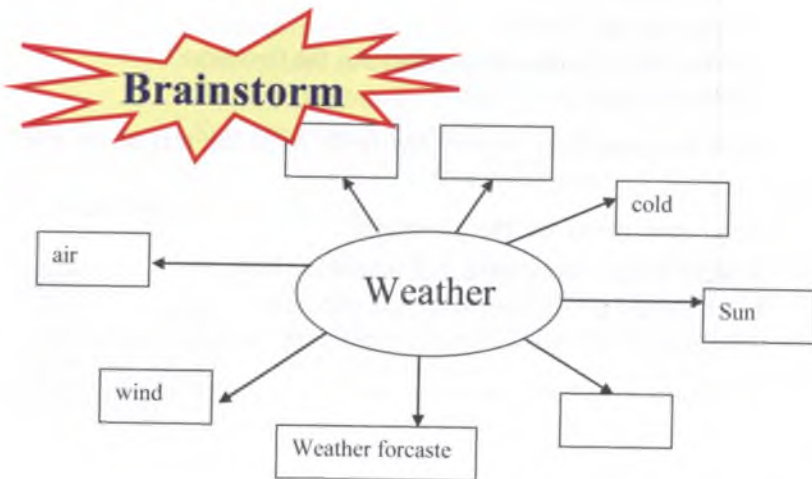 Brainstorm
cold
air
Weather
Sun
wind
Weather forcaste